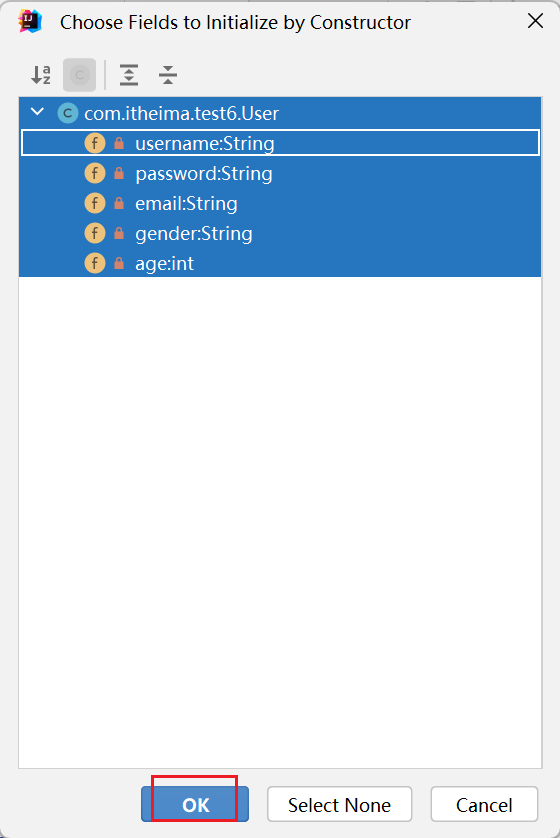 Choose Fields to Initialize by Constructor
com.itheima.test6.User
username:String
password:String
email:String
gender:String
age:int
OK
Select None
Cancel